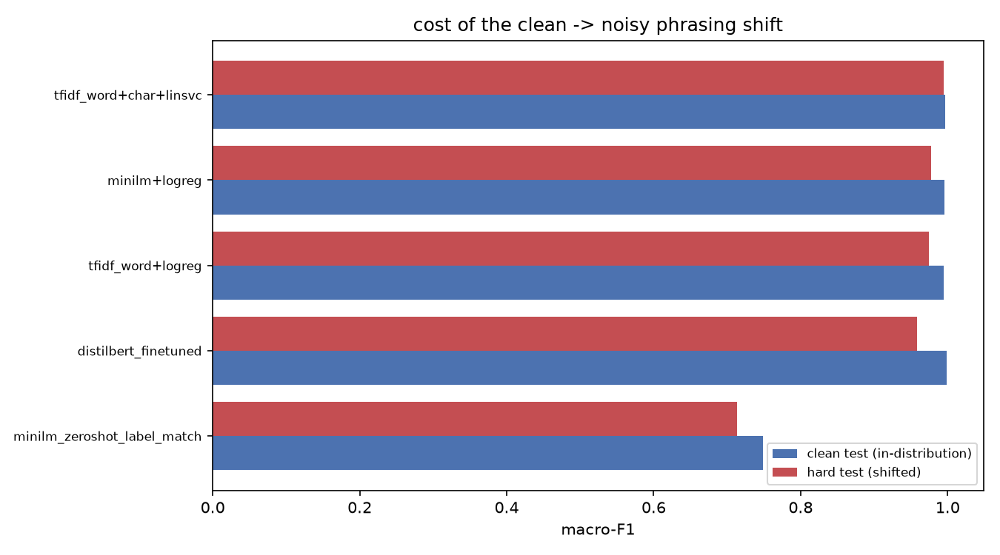 cost of the clean -> noisy phrasing shift
tfidf_word+char+linsvc
minilm+logreg
tfidf_word+logreg
distilbert_finetuned
minilm_zeroshot_label_match
clean test (in-distribution)
hard test (shifted)
0.0 0.2 0.4 0.6 0.8 1.0
macro-F1